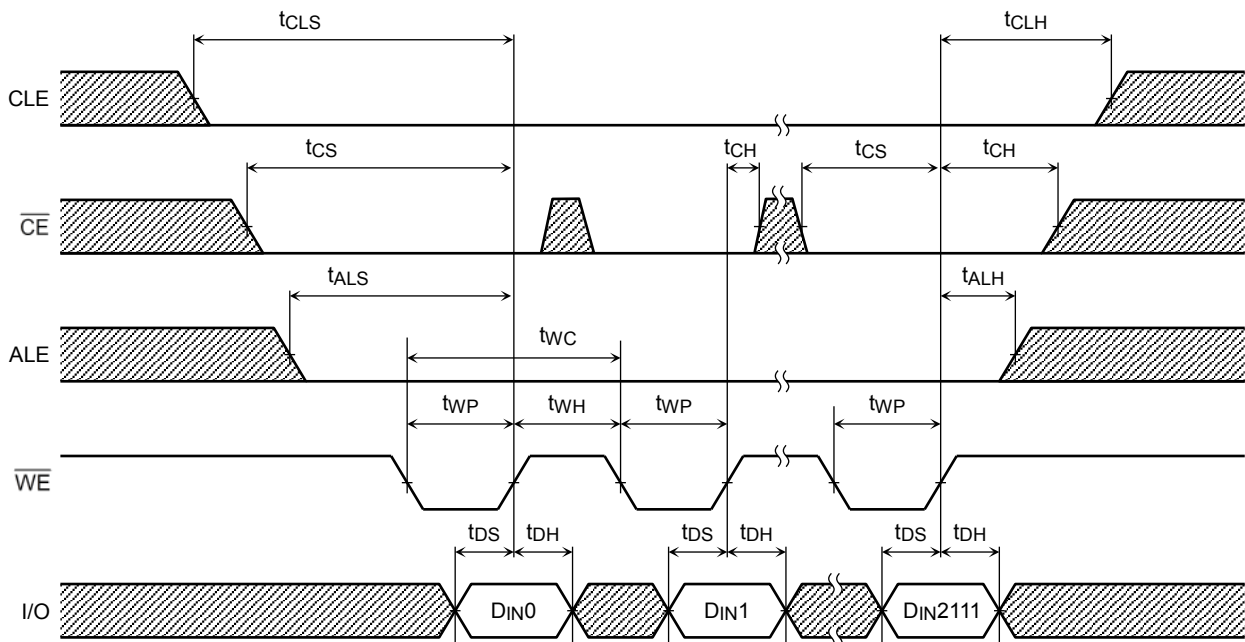 tCLS tCLH
CLE
tCS tCH tCS tCH
CE
tALS tALH
ALE
tWC
tWP tWH tWP tWP
WE
tDS tDH tDS tDH tDS tDH
I/O DIN0 DIN1 DIN2111